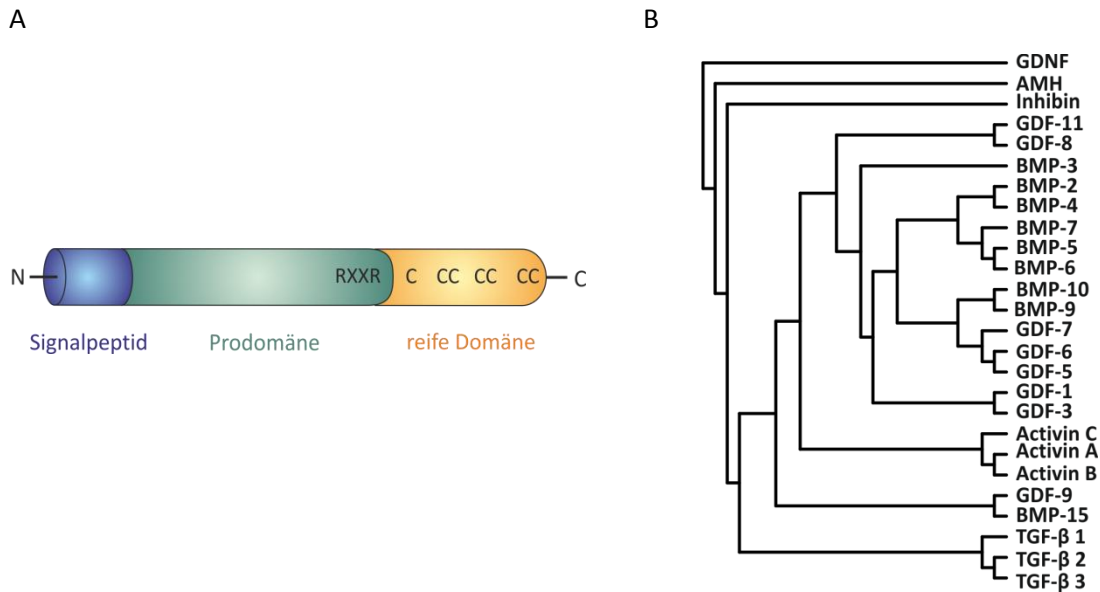 A
N
RXXR
C
CC
CC
CC
C
Signalpeptid
Prodomäne
reife Domäne
B
GDNF
AMH
Inhibin
GDF-11
GDF-8
BMP-3
BMP-2
BMP-4
BMP-7
BMP-5
BMP-6
BMP-10
BMP-9
GDF-7
GDF-6
GDF-5
GDF-1
GDF-3
Activin C
Activin A
Activin B
GDF-9
BMP-15
TGF-β 1
TGF-β 2
TGF-β 3